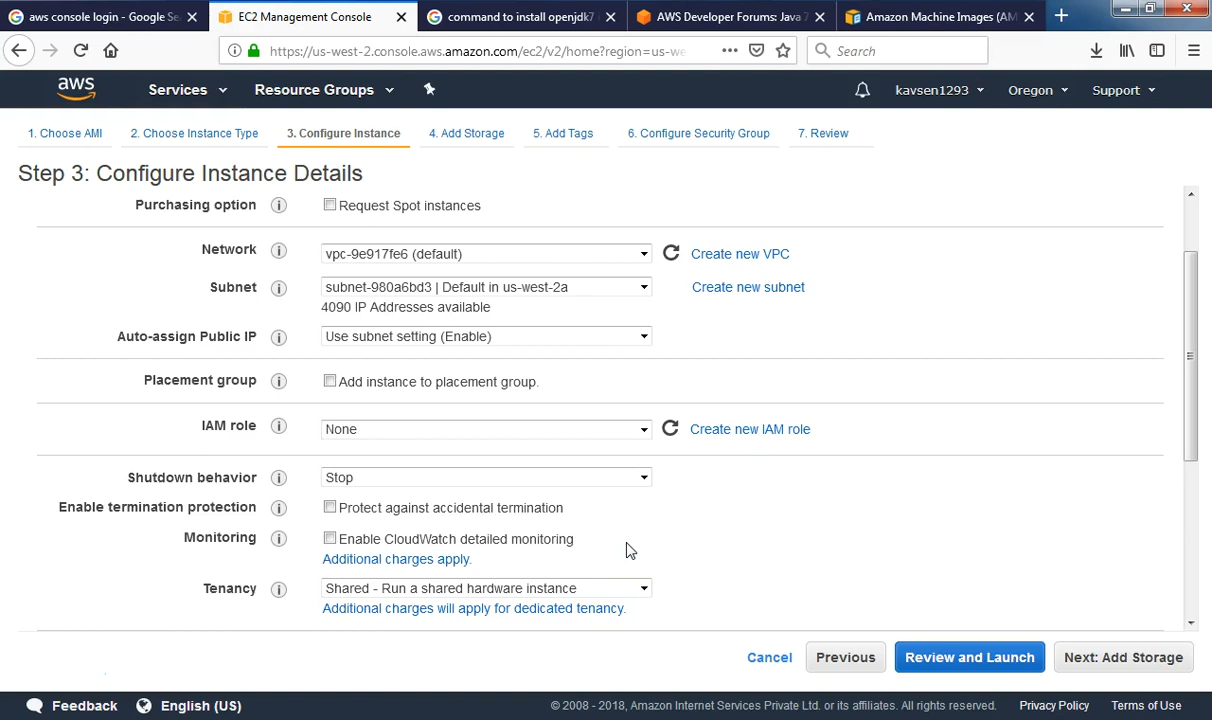 aws console login - Google Se
EC2 Management Console
command to install openjdk7
AWS Developer Forums: Java 7
Amazon Machine Images (AM
https://us-west-2.console.aws.amazon.com/ec2/v2/home?region=us-we
Search
aws
Services
Resource Groups
kavsen1293
Oregon
Support
1. Choose AMI
2. Choose Instance Type
3. Configure Instance
4. Add Storage
5. Add Tags
6. Configure Security Group
7. Review
Step 3: Configure Instance Details
Purchasing option
Request Spot instances
Network
vpc-9e917fe6 (default)
Create new VPC
Subnet
subnet-980a6bd3 | Default in us-west-2a
Create new subnet
4090 IP Addresses available
Auto-assign Public IP
Use subnet setting (Enable)
Placement group
Add instance to placement group.
IAM role
None
Create new IAM role
Shutdown behavior
Stop
Enable termination protection
Protect against accidental termination
Monitoring
Enable CloudWatch detailed monitoring
Additional charges apply.
Tenancy
Shared - Run a shared hardware instance
Additional charges will apply for dedicated tenancy.
Cancel
Previous
Review and Launch
Next: Add Storage
Feedback
English (US)
© 2008 - 2018, Amazon Internet Services Private Ltd. or its affiliates. All rights reserved.
Privacy Policy
Terms of Use